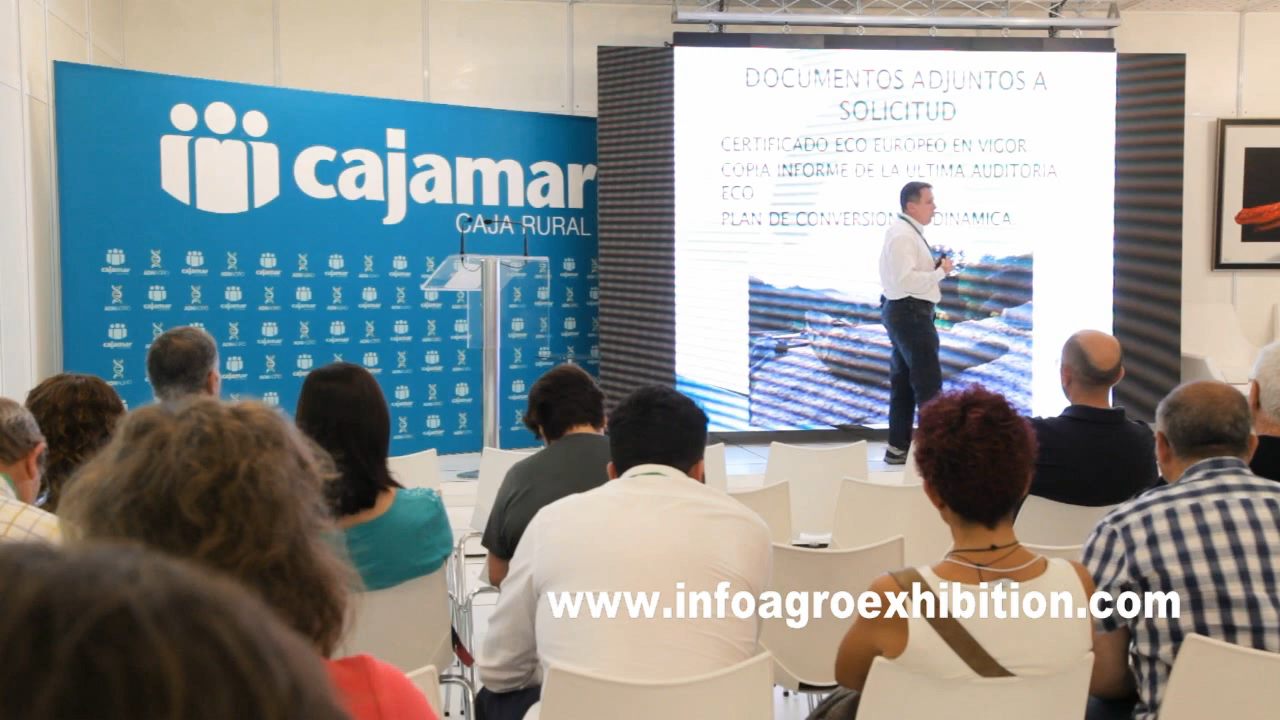 cajamar
CAJA RURAL
DOCUMENTOS ADJUNTOS A
SOLICITUD
CERTIFICADO ECO EUROPEO EN VIGOR
COPIA INFORME DE LA ULTIMA AUDITORIA
ECO
PLAN DE CONVERSION DINAMICA
www.infoagroexhibition.com